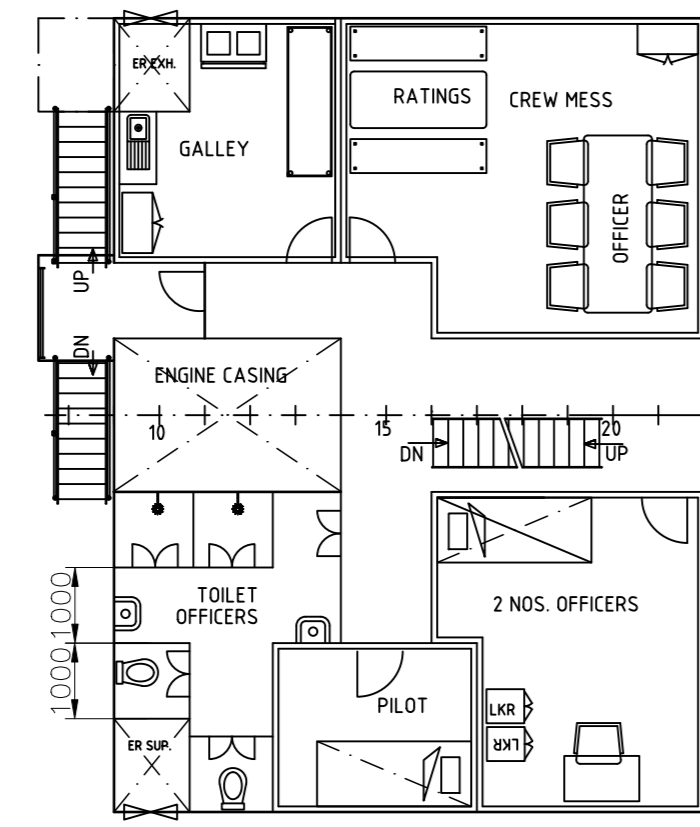 ER EXH.
GALLEY
RATINGS
CREW MESS
OFFICER
UP
DN
ENGINE CASING
10
15
20
DN
UP
TOILET
OFFICERS
2 NOS. OFFICERS
1000
1000
PILOT
LKR
LKR
ER SUP.